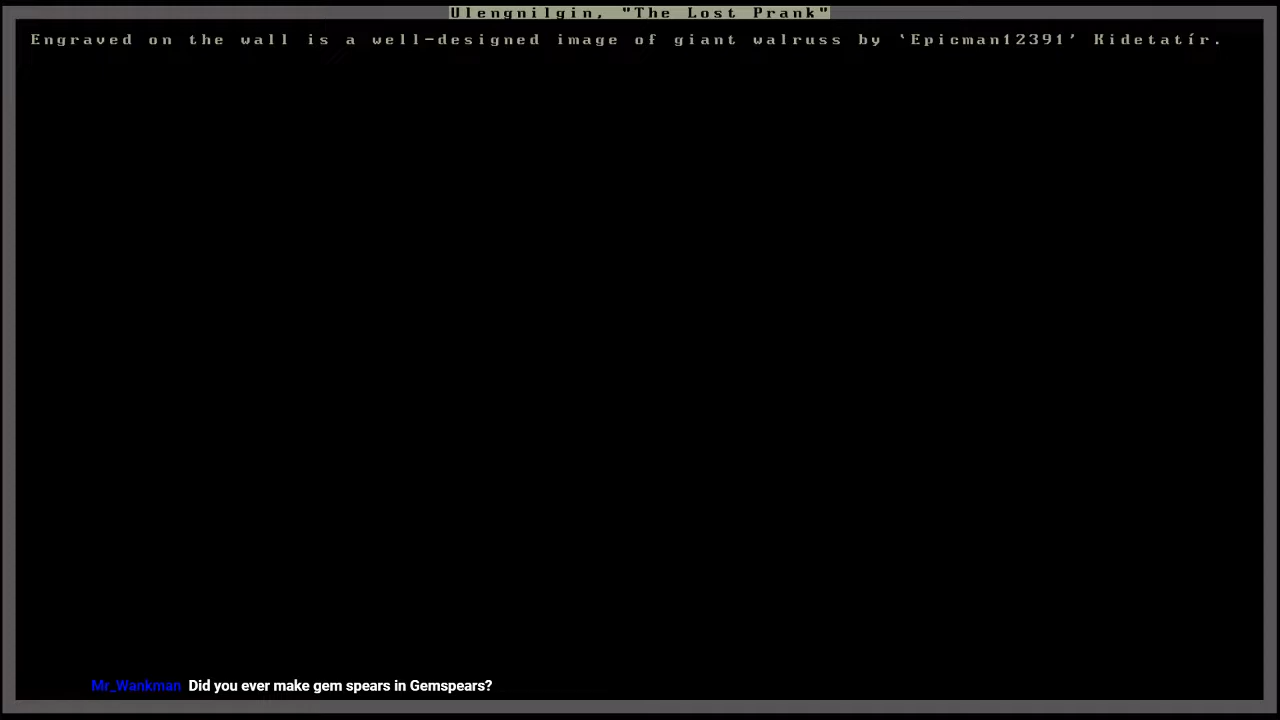 Ulengnilgin, "The Lost Prank"
Engraved on the wall is a well-designed image of giant walruss by `Epicman12391' Kidetatír.
Mr_Wankman Did you ever make gem spears in Gemspears?